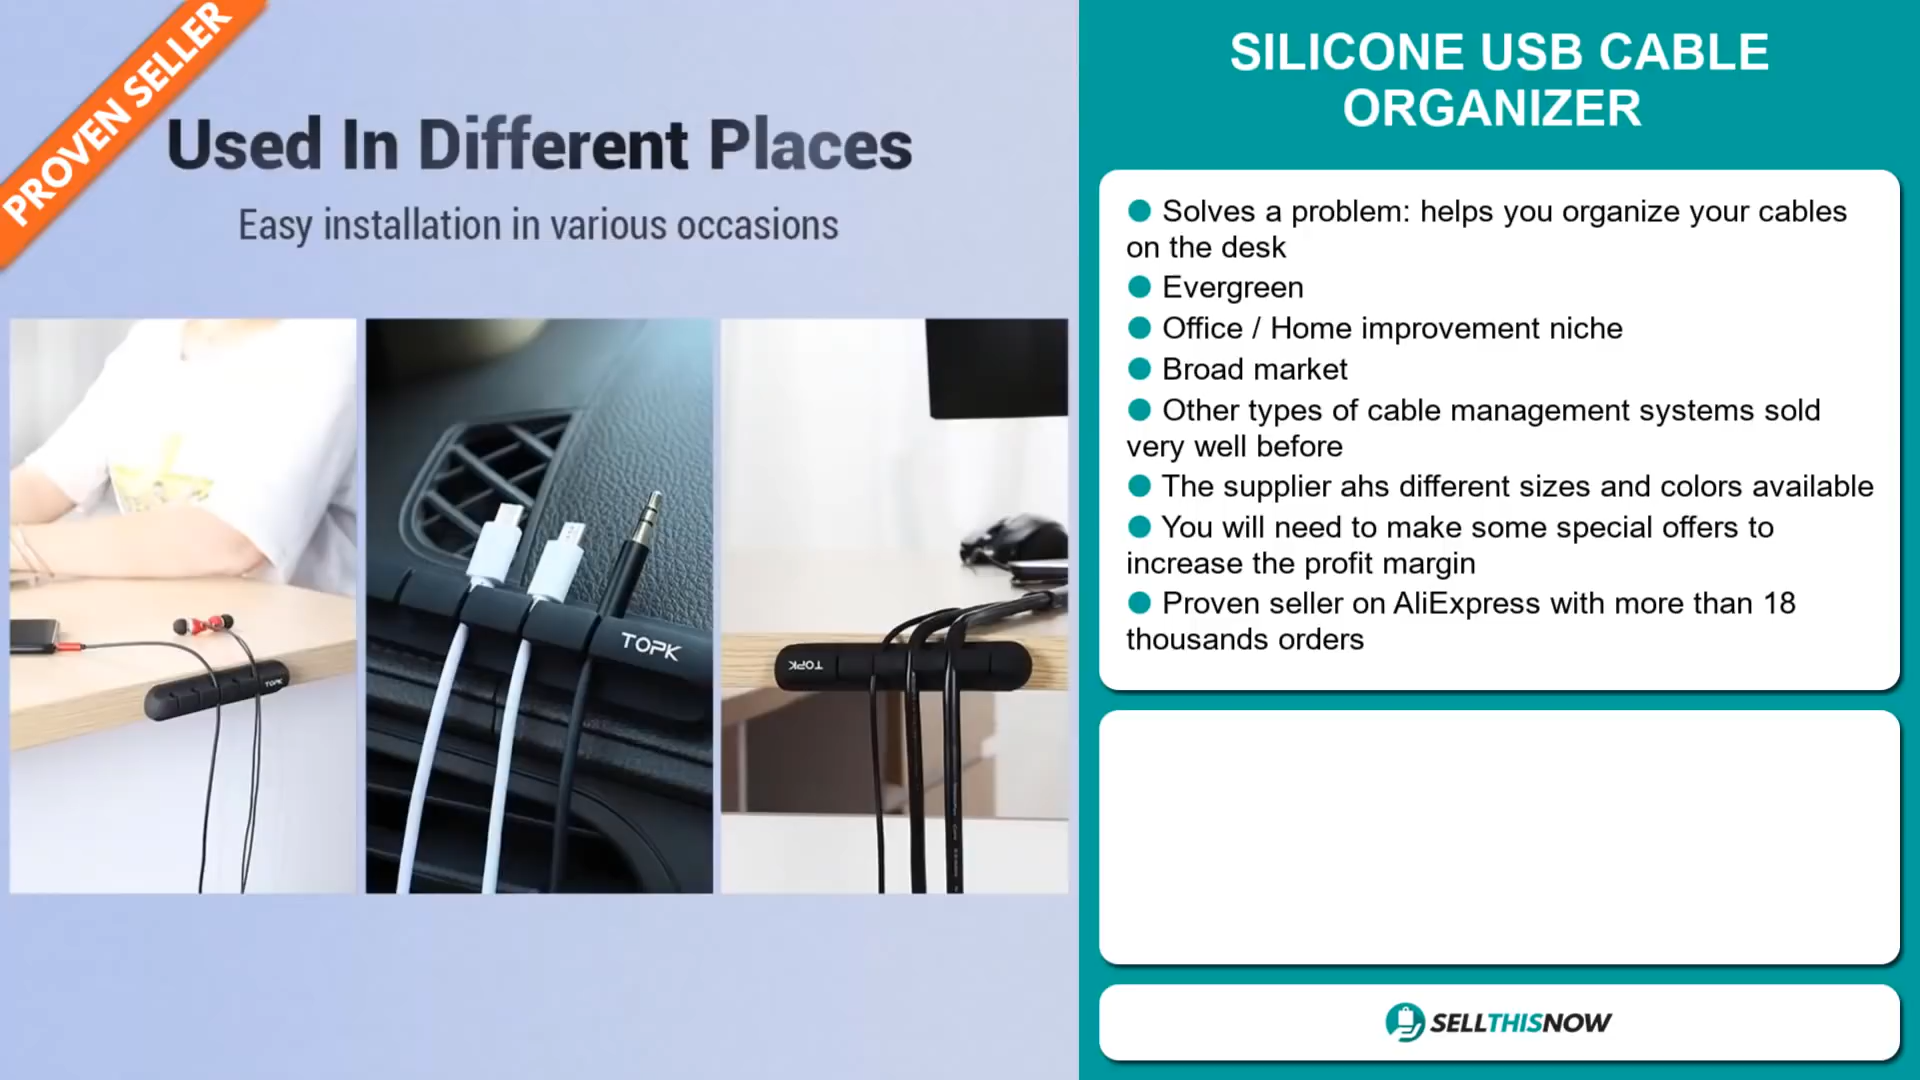 PROVEN SELLER
Used In Different Places
Easy installation in various occasions
TOPK
TOPK
TOPK
SILICONE USB CABLE
ORGANIZER
● Solves a problem: helps you organize your cables
on the desk
● Evergreen
● Office / Home improvement niche
● Broad market
● Other types of cable management systems sold
very well before
● The supplier ahs different sizes and colors available
● You will need to make some special offers to
increase the profit margin
● Proven seller on AliExpress with more than 18
thousands orders
SELLTHISNOW